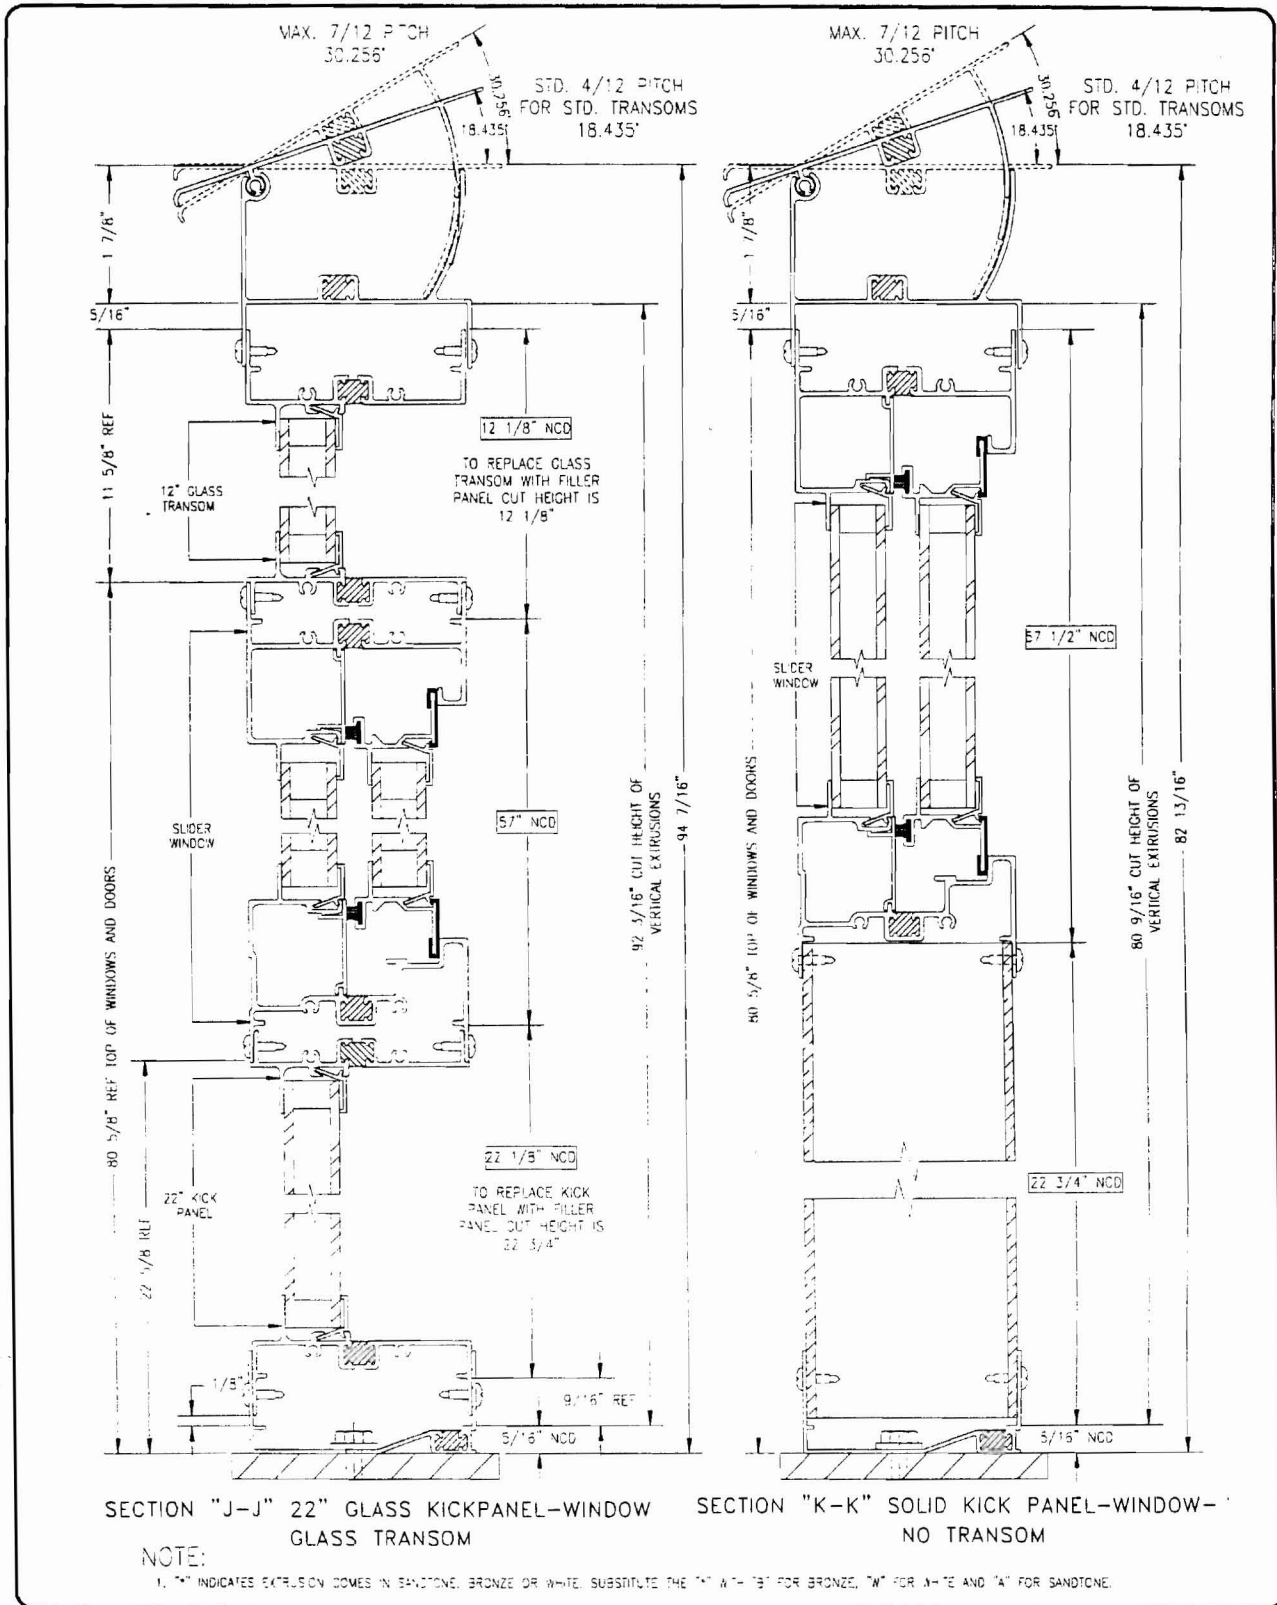 MAX. 7/12 PITCH
30.256°
STD. 4/12 PITCH
FOR STD. TRANSOMS
18.435°
30.256
18.435°
1 7/8"
5/16"
11 5/8" REF
12" GLASS
TRANSOM
12 1/8" NCD
TO REPLACE GLASS
TRANSOM WITH FILLER
PANEL CUT HEIGHT IS
12 1/8"
SLIDER
WINDOW
57" NCD
80 5/8" REF TOP OF WINDOWS AND DOORS
92 3/16" CUT HEIGHT OF
VERTICAL EXTRUSIONS
94 7/16"
22 1/8" NCD
TO REPLACE KICK
PANEL WITH FILLER
PANEL CUT HEIGHT IS
22 3/4"
22" KICK
PANEL
22 5/8 REF
1/8"
9/16" REF
5/16" NCD
SECTION "J-J" 22" GLASS KICKPANEL-WINDOW
GLASS TRANSOM
MAX. 7/12 PITCH
30.256°
STD. 4/12 PITCH
FOR STD. TRANSOMS
18.435°
30.256
18.435°
1 7/8"
5/16"
57 1/2" NCD
SLIDER
WINDOW
80 5/8" TOP OF WINDOWS AND DOORS
80 9/16" CUT HEIGHT OF
VERTICAL EXTRUSIONS
82 13/16"
22 3/4" NCD
5/16" NCD
SECTION "K-K" SOLID KICK PANEL-WINDOW-
NO TRANSOM
NOTE:
1. "*" INDICATES EXTRUSION COMES IN SANDTONE, BRONZE OR WHITE. SUBSTITUTE THE "*" WITH "B" FOR BRONZE, "W" FOR WHITE AND "A" FOR SANDTONE.